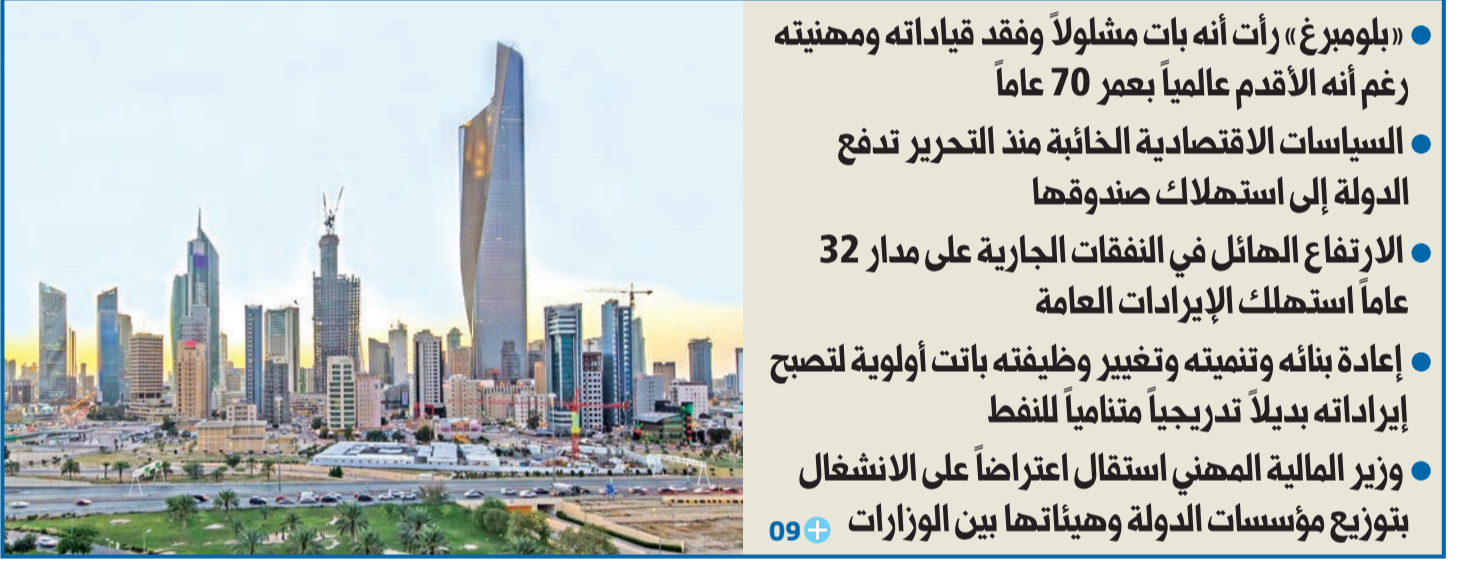 • «بلومبرغ» رأت أنه بات مشلولاً وفقد قياداته ومهنيته
رغم أنه الأقدم عالمياً بعمر 70 عاماً
• السياسات الاقتصادية الخائبة منذ التحرير تدفع
الدولة إلى استهلاك صندوقها
• الارتفاع الهائل في النفقات الجارية على مدار 32
عاماً استهلك الإيرادات العامة
• إعادة بنائه وتنميته وتغيير وظيفته باتت أولوية لتصبح
إيراداته بديلاً تدريجياً متنامياً للنفط
• وزير المالية المهني استقال اعتراضاً على الانشغال
بتوزيع مؤسسات الدولة وهيئاتها بين الوزارات +09